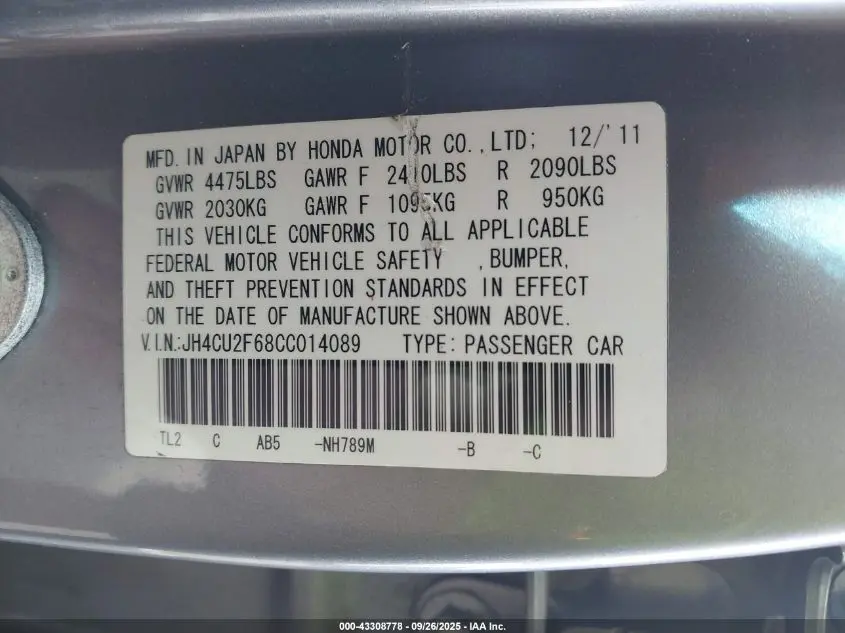 MFD. IN JAPAN BY HONDA MOTOR CO.,LTD; 12/'11
GVWR 4475LBS GAWR F 2410LBS R 2090LBS
GVWR 2030KG GAWR F 1095KG R 950KG
THIS VEHICLE CONFORMS TO ALL APPLICABLE
FEDERAL MOTOR VEHICLE SAFETY ,BUMPER,
AND THEFT PREVENTION STANDARDS IN EFFECT
ON THE DATE OF MANUFACTURE SHOWN ABOVE.
V.I.N.:JH4CU2F68CC014089 TYPE: PASSENGER CAR
TL2 C AB5 -NH789M -B -C
000-43308778 - 09/26/2025 - IAA Inc.